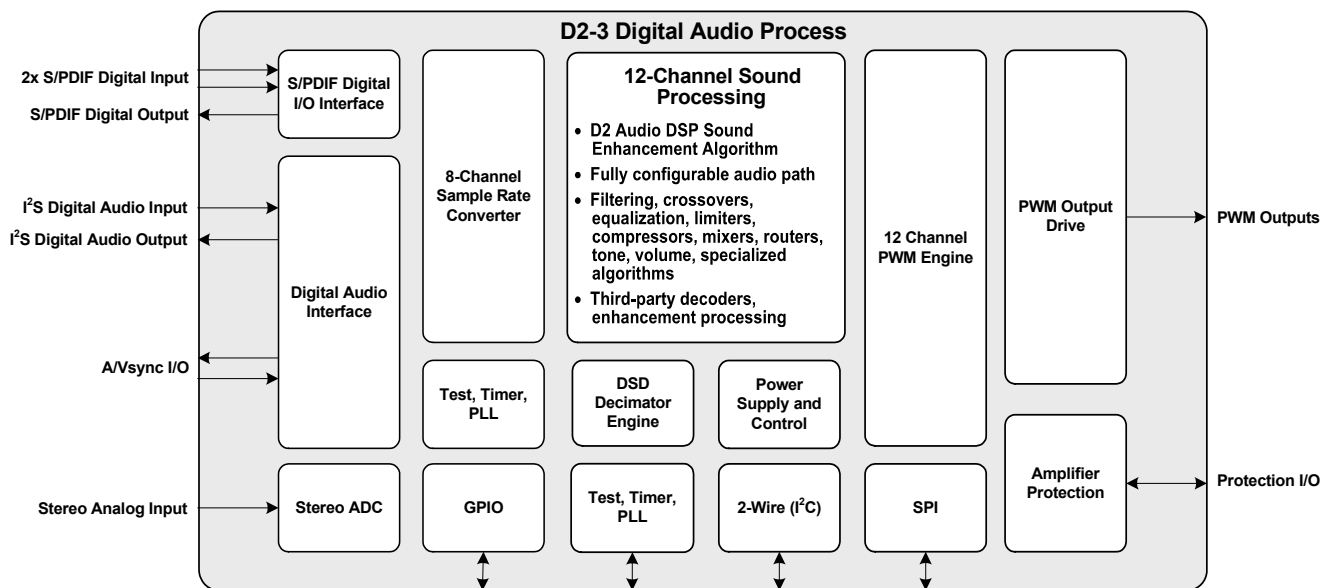 D2-3 Digital Audio Process
2x S/PDIF Digital Input
S/PDIF Digital Output
S/PDIF Digital
I/O Interface
I²S Digital Audio Input
I²S Digital Audio Output
A/Vsync I/O
Digital Audio
Interface
Stereo Analog Input
Stereo ADC
8-Channel
Sample Rate
Converter
12-Channel Sound
Processing
• D2 Audio DSP Sound
Enhancement Algorithm
• Fully configurable audio path
• Filtering, crossovers,
equalization, limiters,
compressors, mixers, routers,
tone, volume, specialized
algorithms
• Third-party decoders,
enhancement processing
Test, Timer,
PLL
DSD
Decimator
Engine
Power
Supply and
Control
12 Channel
PWM Engine
PWM Output
Drive
PWM Outputs
GPIO
Test, Timer,
PLL
2-Wire (I²C)
SPI
Amplifier
Protection
Protection I/O